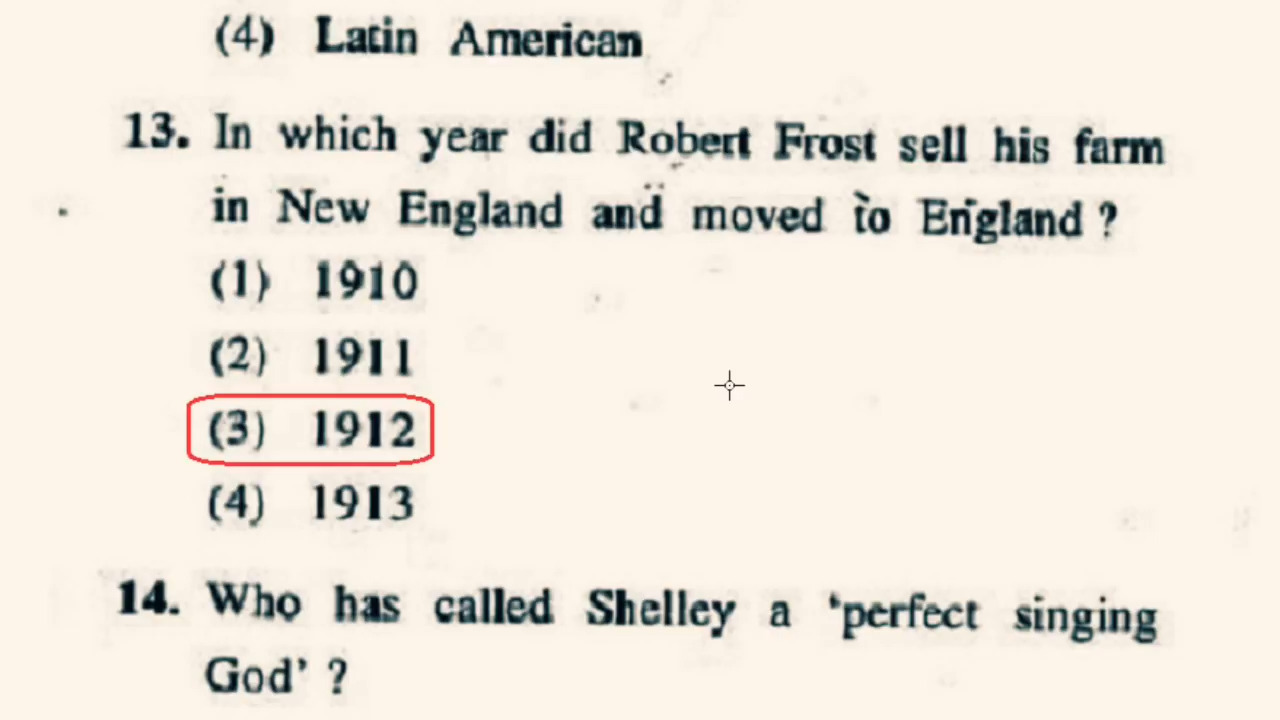 (4) Latin American
13. In which year did Robert Frost sell his farm
in New England and moved to England ?
(1) 1910
(2) 1911
(3) 1912
(4) 1913
14. Who has called Shelley a 'perfect singing
God' ?